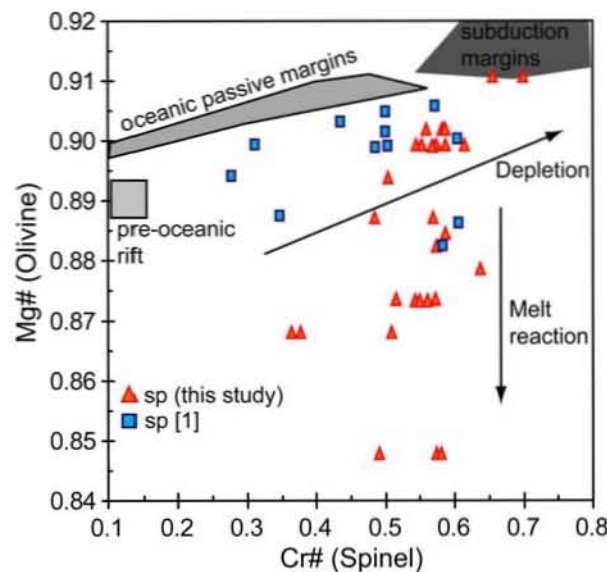 0.92
0.91
0.90
0.89
0.88
0.87
0.86
0.85
0.84
Mg# (Olivine)
subduction
margins
oceanic passive margins
pre-oceanic
rift
Depletion
Melt
reaction
sp (this study)
sp [1]
0.1 0.2 0.3 0.4 0.5 0.6 0.7 0.8
Cr# (Spinel)